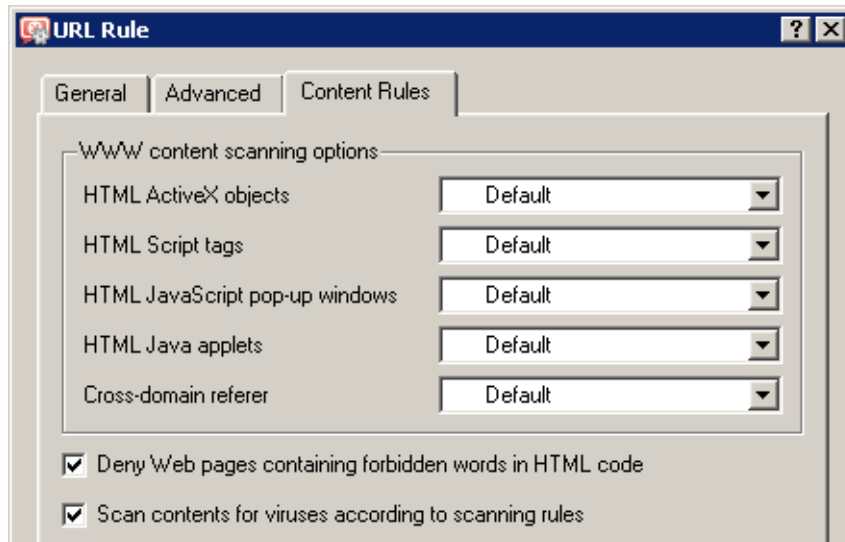 URL Rule
General Advanced Content Rules
WWW content scanning options
HTML ActiveX objects Default
HTML Script tags Default
HTML JavaScript pop-up windows Default
HTML Java applets Default
Cross-domain referer Default
Deny Web pages containing forbidden words in HTML code
Scan contents for viruses according to scanning rules